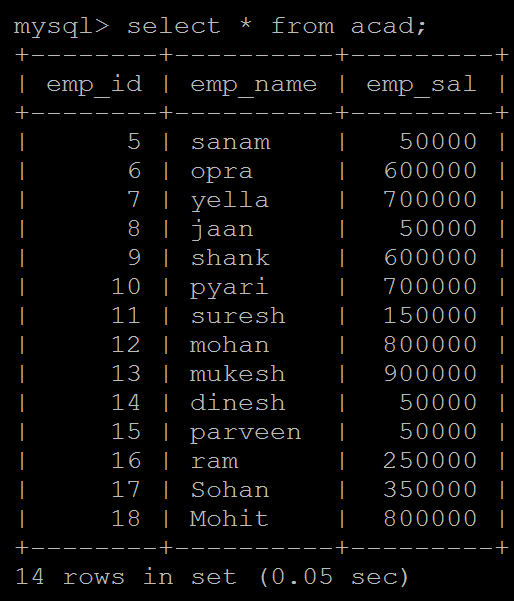 mysql> select * from acad;
+--------+----------+---------+
| emp_id | emp_name | emp_sal |
+--------+----------+---------+
|      5 | sanam    |   50000 |
|      6 | opra     |  600000 |
|      7 | yella    |  700000 |
|      8 | jaan     |   50000 |
|      9 | shank    |  600000 |
|     10 | pyari    |  700000 |
|     11 | suresh   |  150000 |
|     12 | mohan    |  800000 |
|     13 | mukesh   |  900000 |
|     14 | dinesh   |   50000 |
|     15 | parveen  |   50000 |
|     16 | ram      |  250000 |
|     17 | Sohan    |  350000 |
|     18 | Mohit    |  800000 |
+--------+----------+---------+
14 rows in set (0.05 sec)